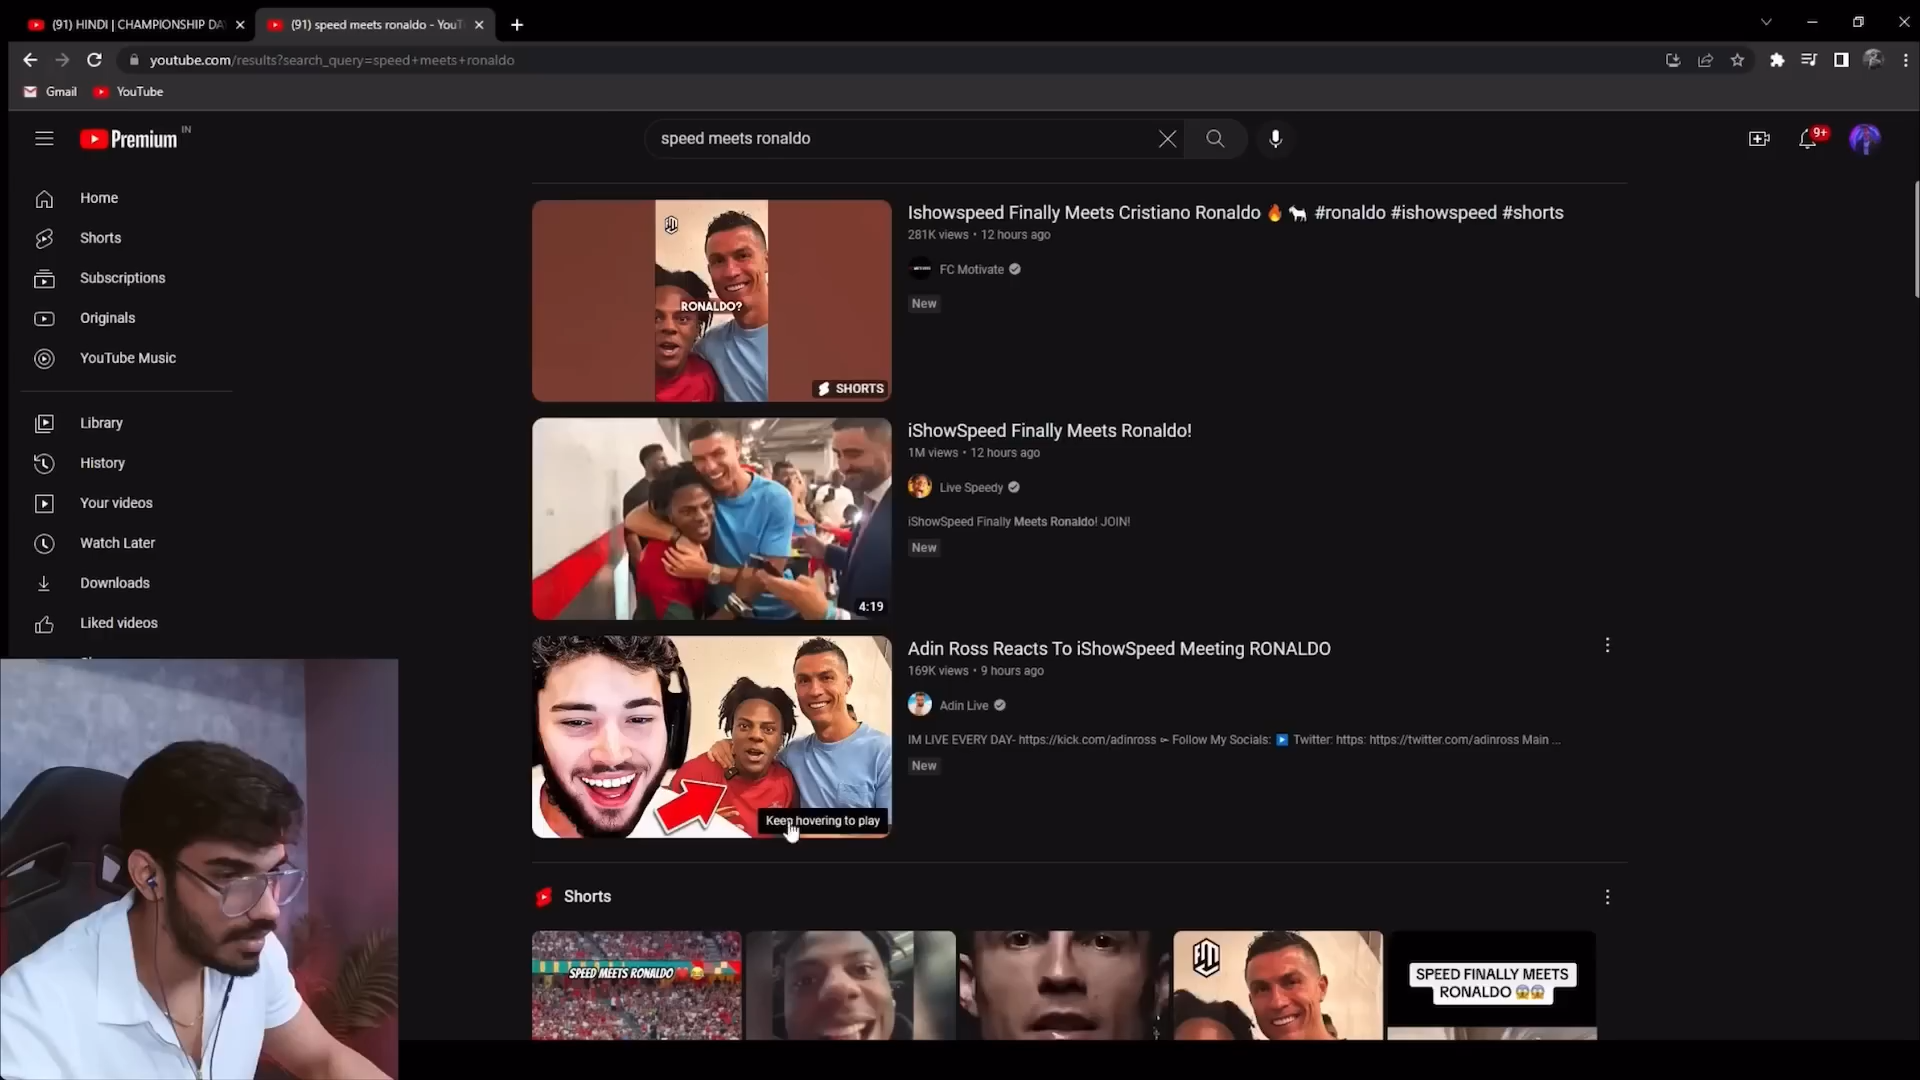 (91) HINDI | CHAMPIONSHIP DA
(91) speed meets ronaldo - YouT
youtube.com/results?search_query=speed+meets+ronaldo
Gmail
YouTube
Premium IN
speed meets ronaldo
9+
Home
Shorts
Subscriptions
Originals
YouTube Music
Library
History
Your videos
Watch Later
Downloads
Liked videos
RONALDO?
SHORTS
Ishowspeed Finally Meets Cristiano Ronaldo 🔥 🐐 #ronaldo #ishowspeed #shorts
281K views • 12 hours ago
FC Motivate
New
4:19
iShowSpeed Finally Meets Ronaldo!
1M views • 12 hours ago
Live Speedy
iShowSpeed Finally Meets Ronaldo! JOIN!
New
Keep hovering to play
Adin Ross Reacts To iShowSpeed Meeting RONALDO
169K views • 9 hours ago
Adin Live
IM LIVE EVERY DAY- https://kick.com/adinross ➳ Follow My Socials: ▶️ Twitter: https: https://twitter.com/adinross Main ...
New
Shorts
SPEED MEETS RONALDO ❤️😂
SPEED FINALLY MEETS
RONALDO 😱😱